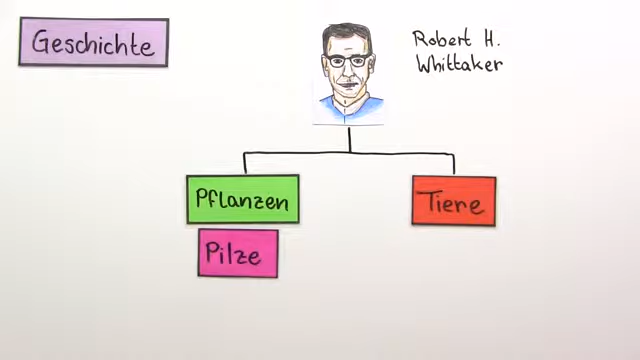 Geschichte
Robert H.
Whittaker
Pflanzen
Tiere
Pilze